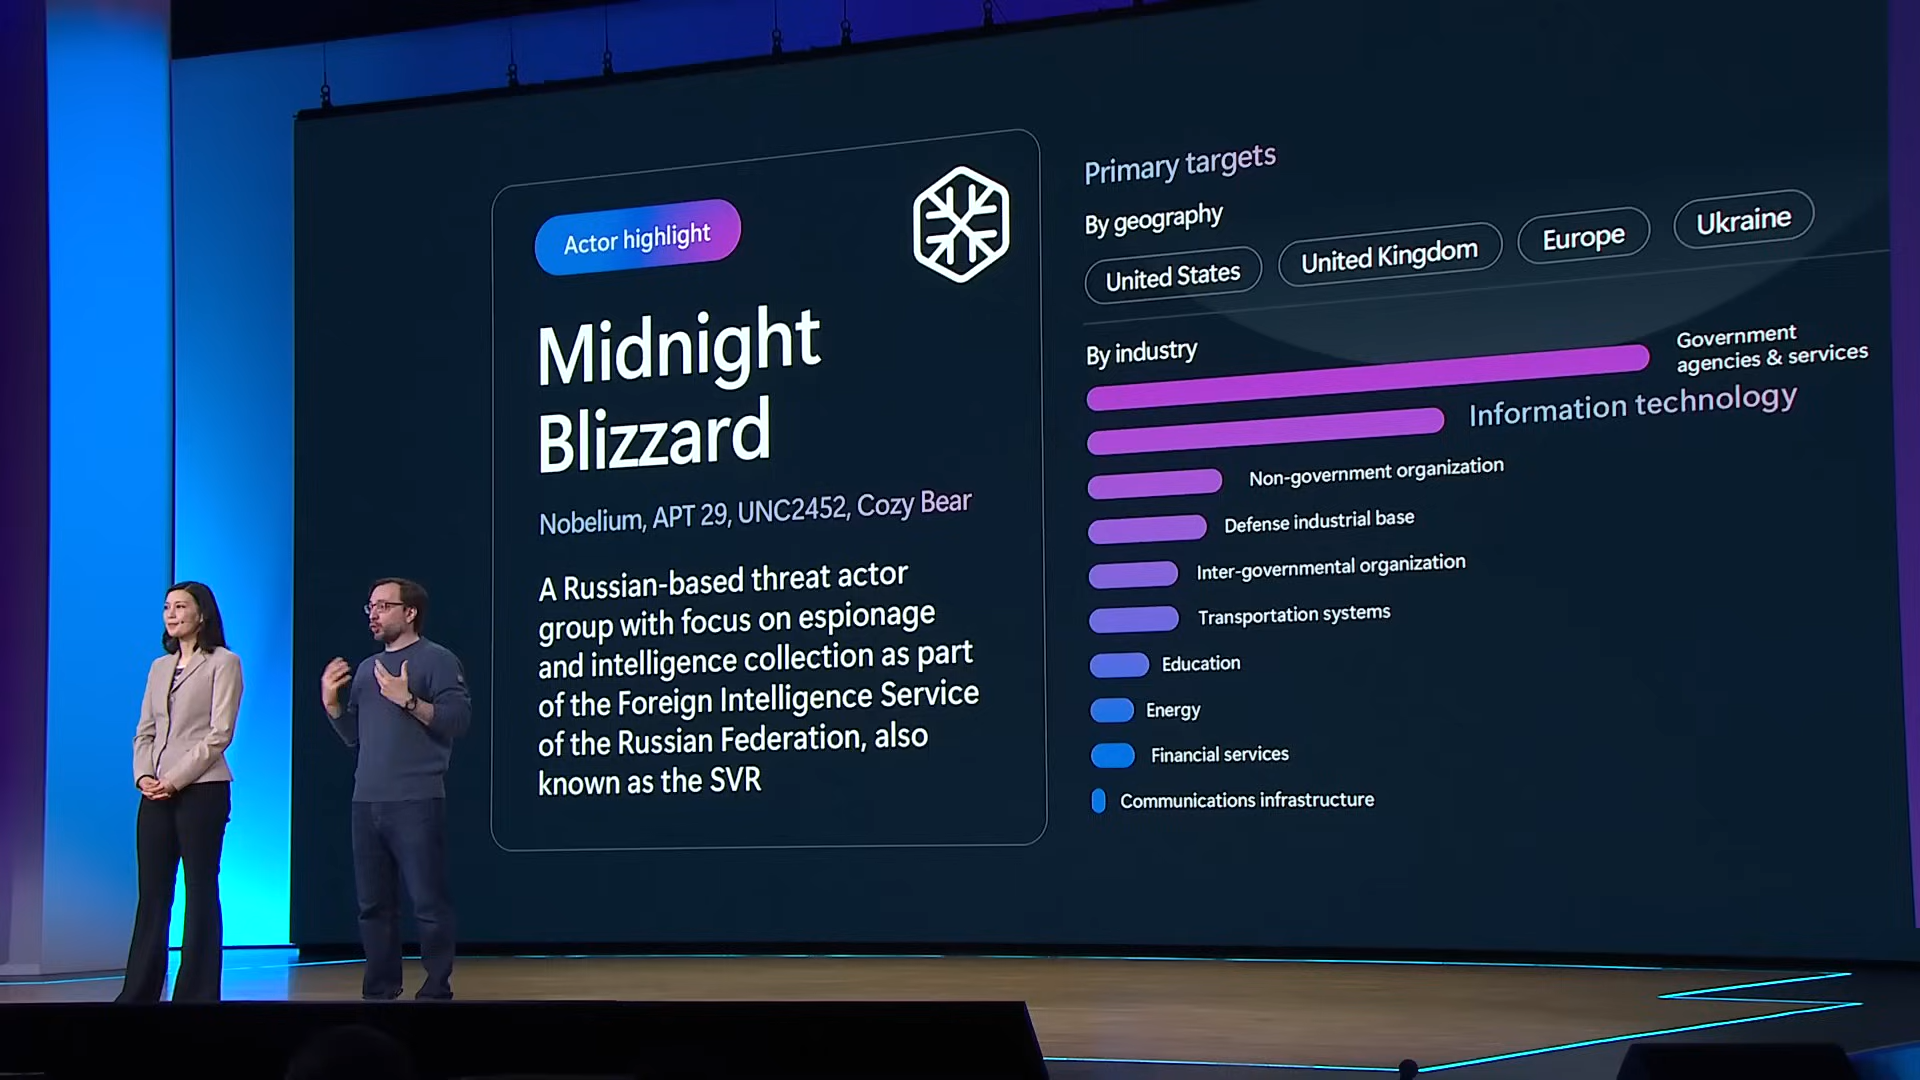 Actor highlight
Midnight
Blizzard
Nobelium, APT 29, UNC2452, Cozy Bear
A Russian-based threat actor
group with focus on espionage
and intelligence collection as part
of the Foreign Intelligence Service
of the Russian Federation, also
known as the SVR
Primary targets
By geography
United States
United Kingdom
Europe
Ukraine
By industry
Government
agencies & services
Information technology
Non-government organization
Defense industrial base
Inter-governmental organization
Transportation systems
Education
Energy
Financial services
Communications infrastructure